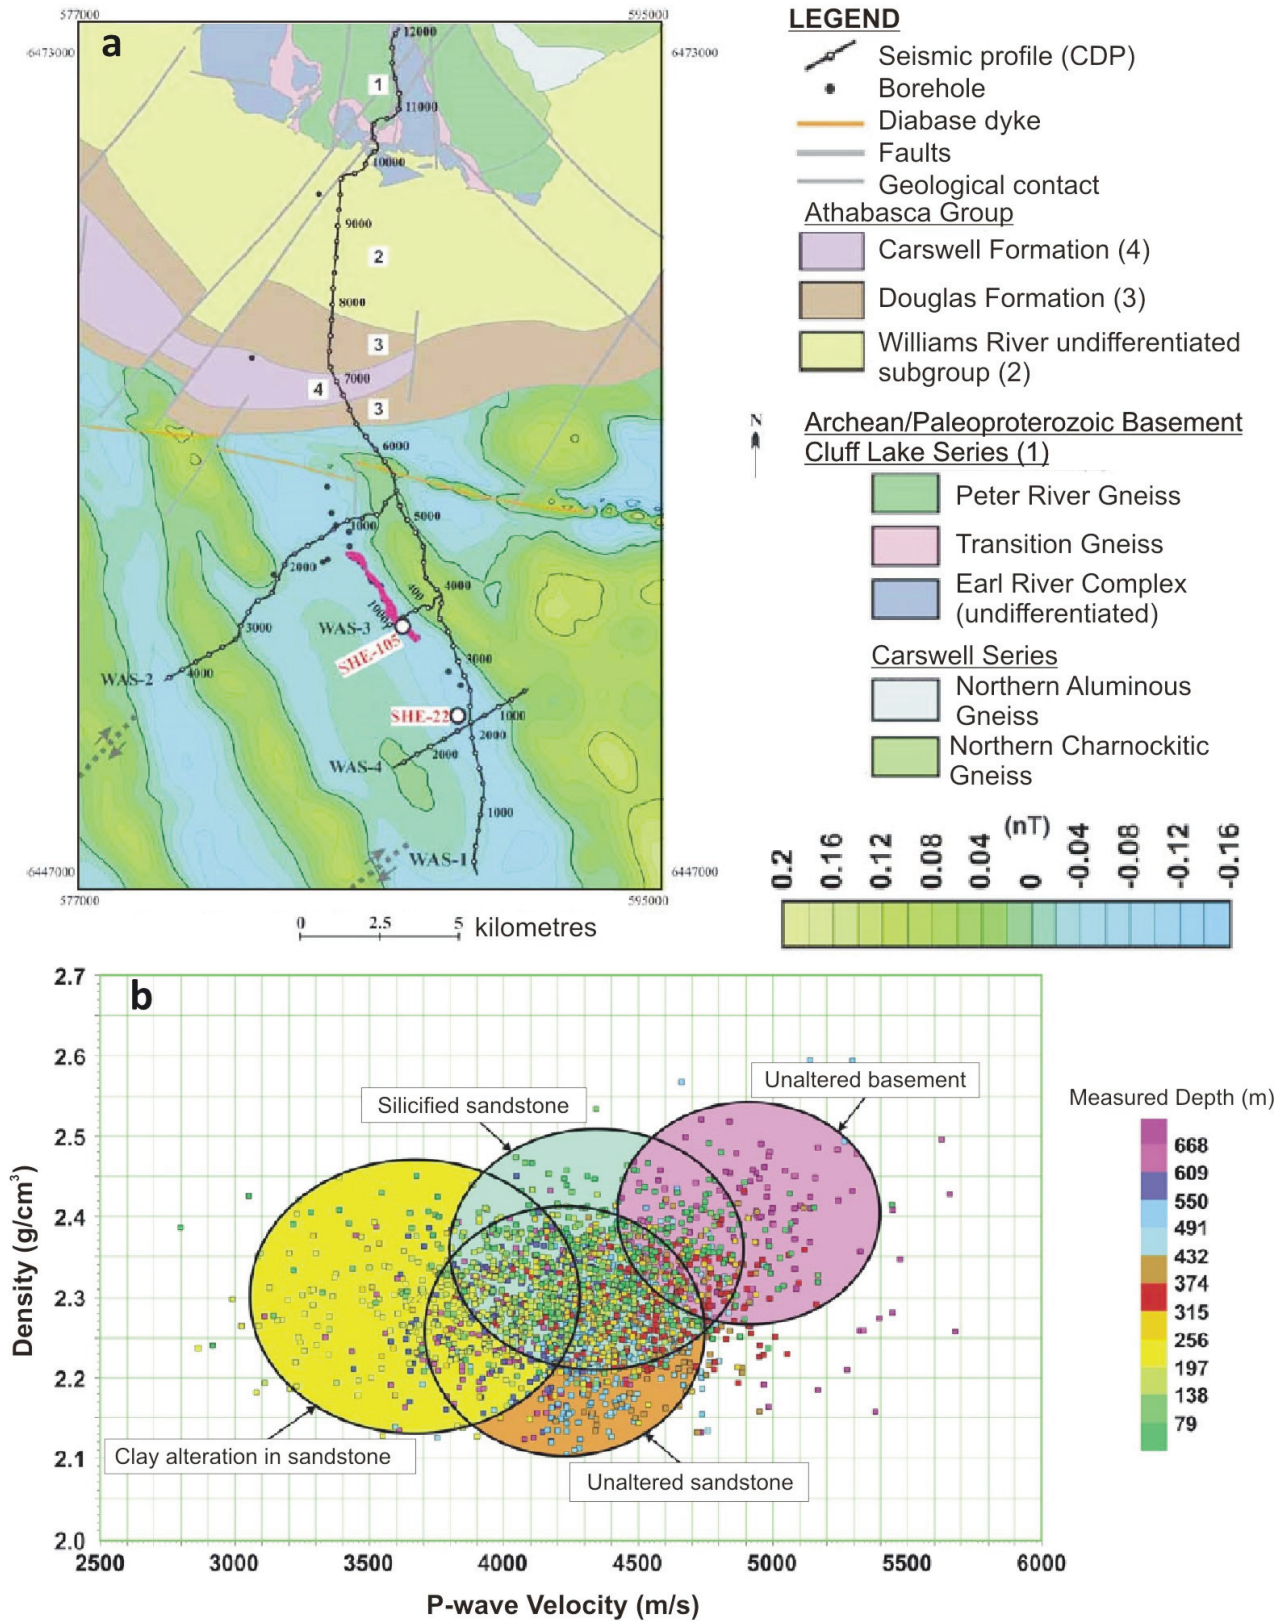 577000
595000
6473000
6473000
a
12000
1
11000
10000
9000
2
8000
3
7000
4
3
6000
5000
1000
2000
4000
400
1000
3000
WAS-3
SHE-105
3000
WAS-2
4000
SHE-22
1000
2000
2000
WAS-4
1000
WAS-1
6447000
6447000
577000
595000
0 2.5 5 kilometres
LEGEND
Seismic profile (CDP)
Borehole
Diabase dyke
Faults
Geological contact
Athabasca Group
Carswell Formation (4)
Douglas Formation (3)
Williams River undifferentiated
subgroup (2)
N
Archean/Paleoproterozoic Basement
Cluff Lake Series (1)
Peter River Gneiss
Transition Gneiss
Earl River Complex
(undifferentiated)
Carswell Series
Northern Aluminous
Gneiss
Northern Charnockitic
Gneiss
(nT)
0.2 0.16 0.12 0.08 0.04 0 -0.04 -0.08 -0.12 -0.16
b
2.7
2.6
2.5
2.4
2.3
2.2
2.1
2.0
Density (g/cm³)
Silicified sandstone
Unaltered basement
Clay alteration in sandstone
Unaltered sandstone
2500 3000 3500 4000 4500 5000 5500 6000
P-wave Velocity (m/s)
Measured Depth (m)
668
609
550
491
432
374
315
256
197
138
79